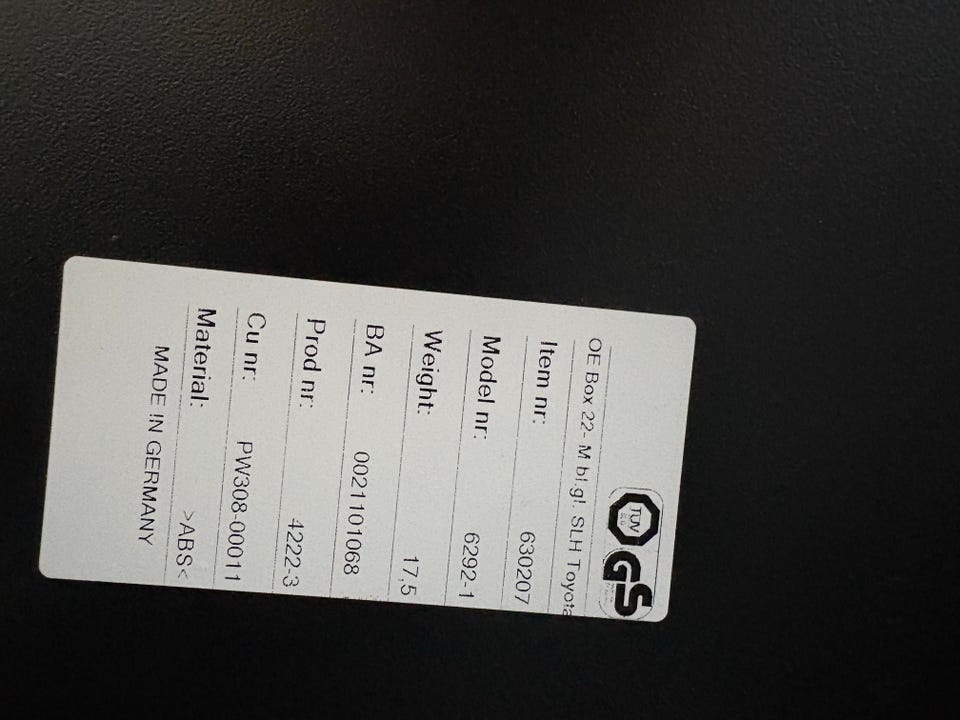 TÜV
GS
OE Box 22- M bl.gl. SLH Toyota
Item nr: 630207
Model nr: 6292-1
Weight: 17,5
BA nr: 0021101068
Prod nr: 4222-3
Cu nr: PW308-00011
Material: >ABS<
MADE IN GERMANY